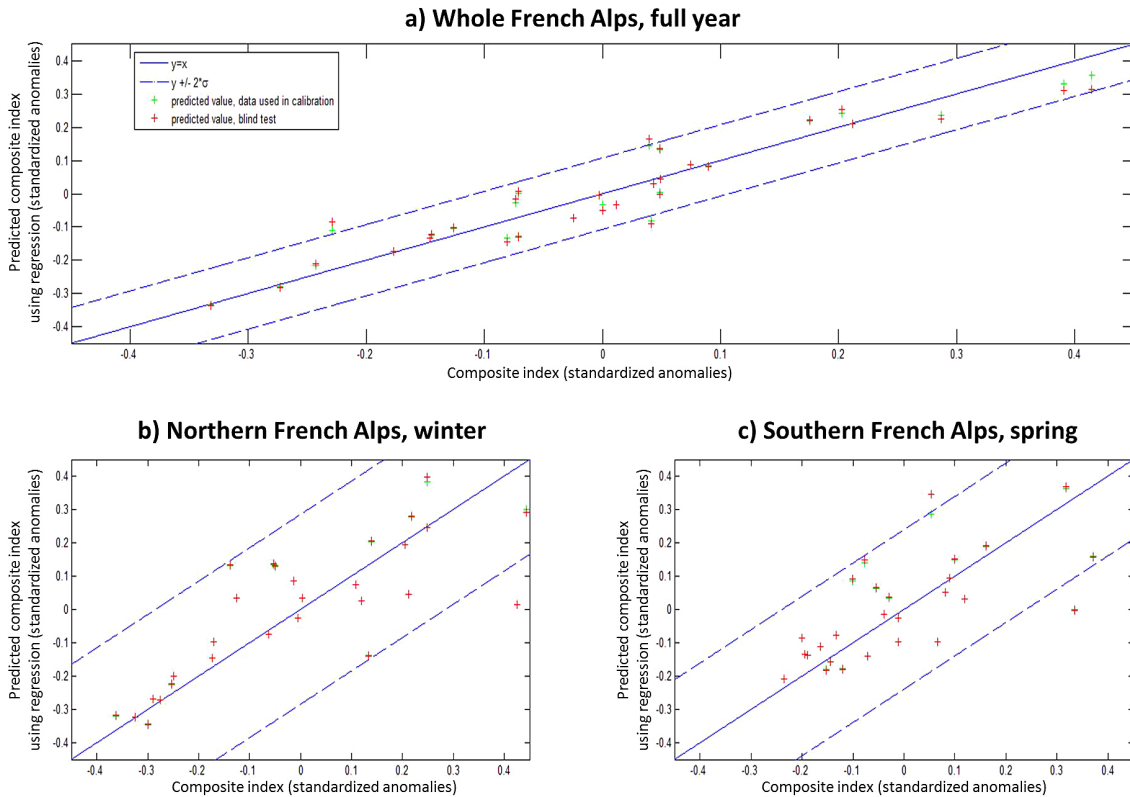 a) Whole French Alps, full year
Predicted composite index
using regression (standardized anomalies)
0.4
0.3
0.2
0.1
0
-0.1
-0.2
-0.3
-0.4
y=x
y +/- 2*σ
predicted value, data used in calibration
predicted value, blind test
-0.4 -0.3 -0.2 -0.1 0 0.1 0.2 0.3 0.4
Composite index (standardized anomalies)
b) Northern French Alps, winter
Predicted composite index
using regression (standardized anomalies)
0.4
0.3
0.2
0.1
0
-0.1
-0.2
-0.3
-0.4
-0.4 -0.3 -0.2 -0.1 0 0.1 0.2 0.3 0.4
Composite index (standardized anomalies)
c) Southern French Alps, spring
Predicted composite index
using regression (standardized anomalies)
0.4
0.3
0.2
0.1
0
-0.1
-0.2
-0.3
-0.4
-0.4 -0.3 -0.2 -0.1 0 0.1 0.2 0.3 0.4
Composite index (standardized anomalies)